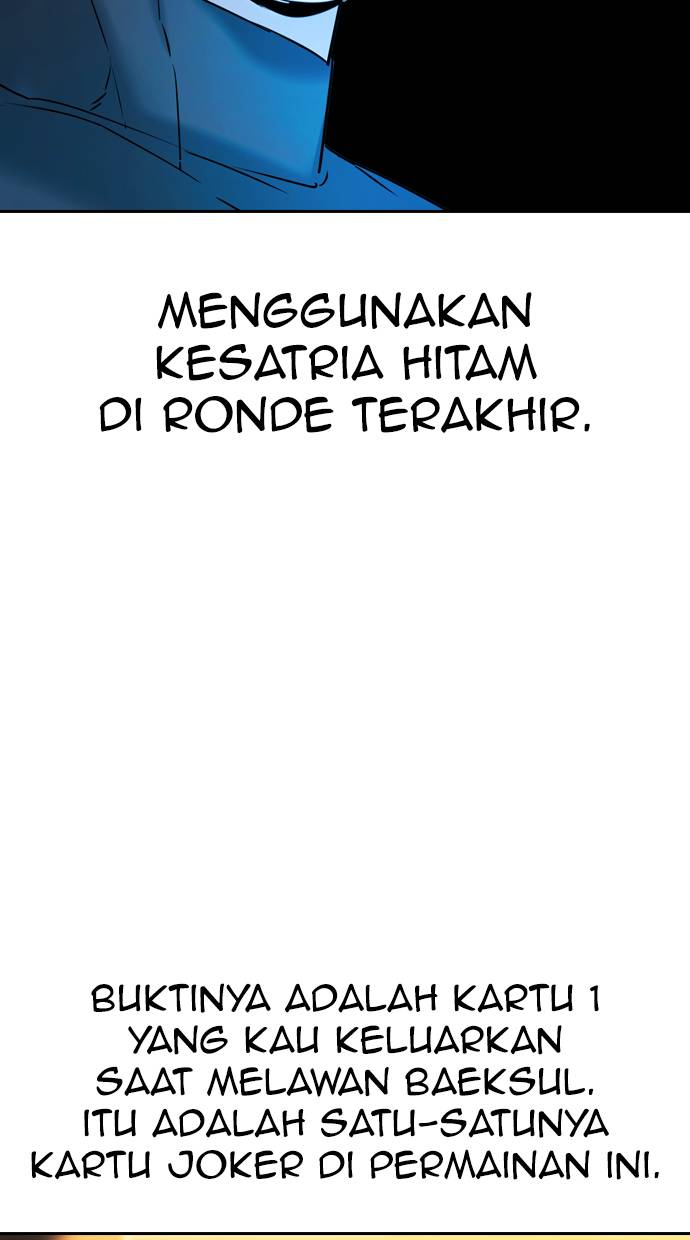 MENGGUNAKAN
KESATRIA HITAM
DI RONDE TERAKHIR.
BUKTINYA ADALAH KARTU 1
YANG KAU KELUARKAN
SAAT MELAWAN BAEKSUL.
ITU ADALAH SATU-SATUNYA
KARTU JOKER DI PERMAINAN INI.